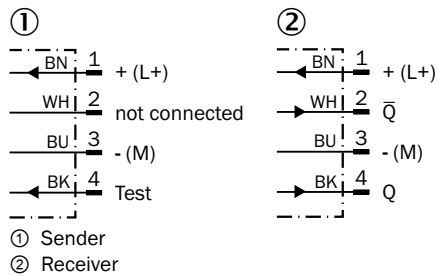 ① ②
BN 1 + (L+)
WH 2 not connected
BU 3 - (M)
BK 4 Test
BN 1 + (L+)
WH 2 Q̅
BU 3 - (M)
BK 4 Q
① Sender
② Receiver